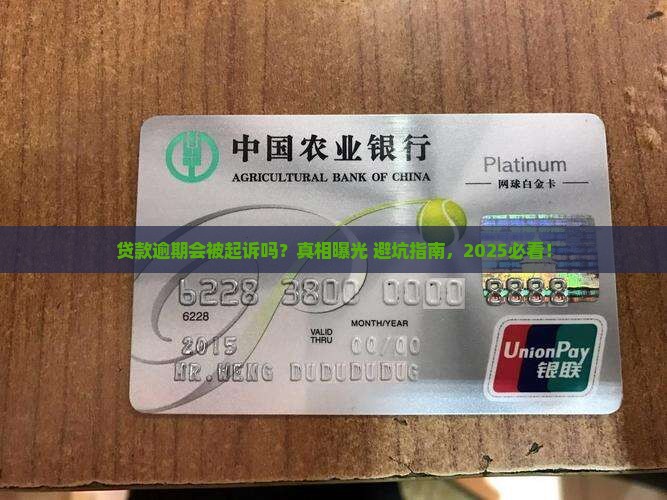 中国农业银行
AGRICULTURAL BANK OF CHINA
Platinum
网球白金卡
贷款逾期会被起诉吗？真相曝光 避坑指南，2025必看！
6228 3800 0000 8888
6228
VALID THRU
MONTH/YEAR
2015
00/00
MR.WENG DUDUDUDUG
UnionPay
银联